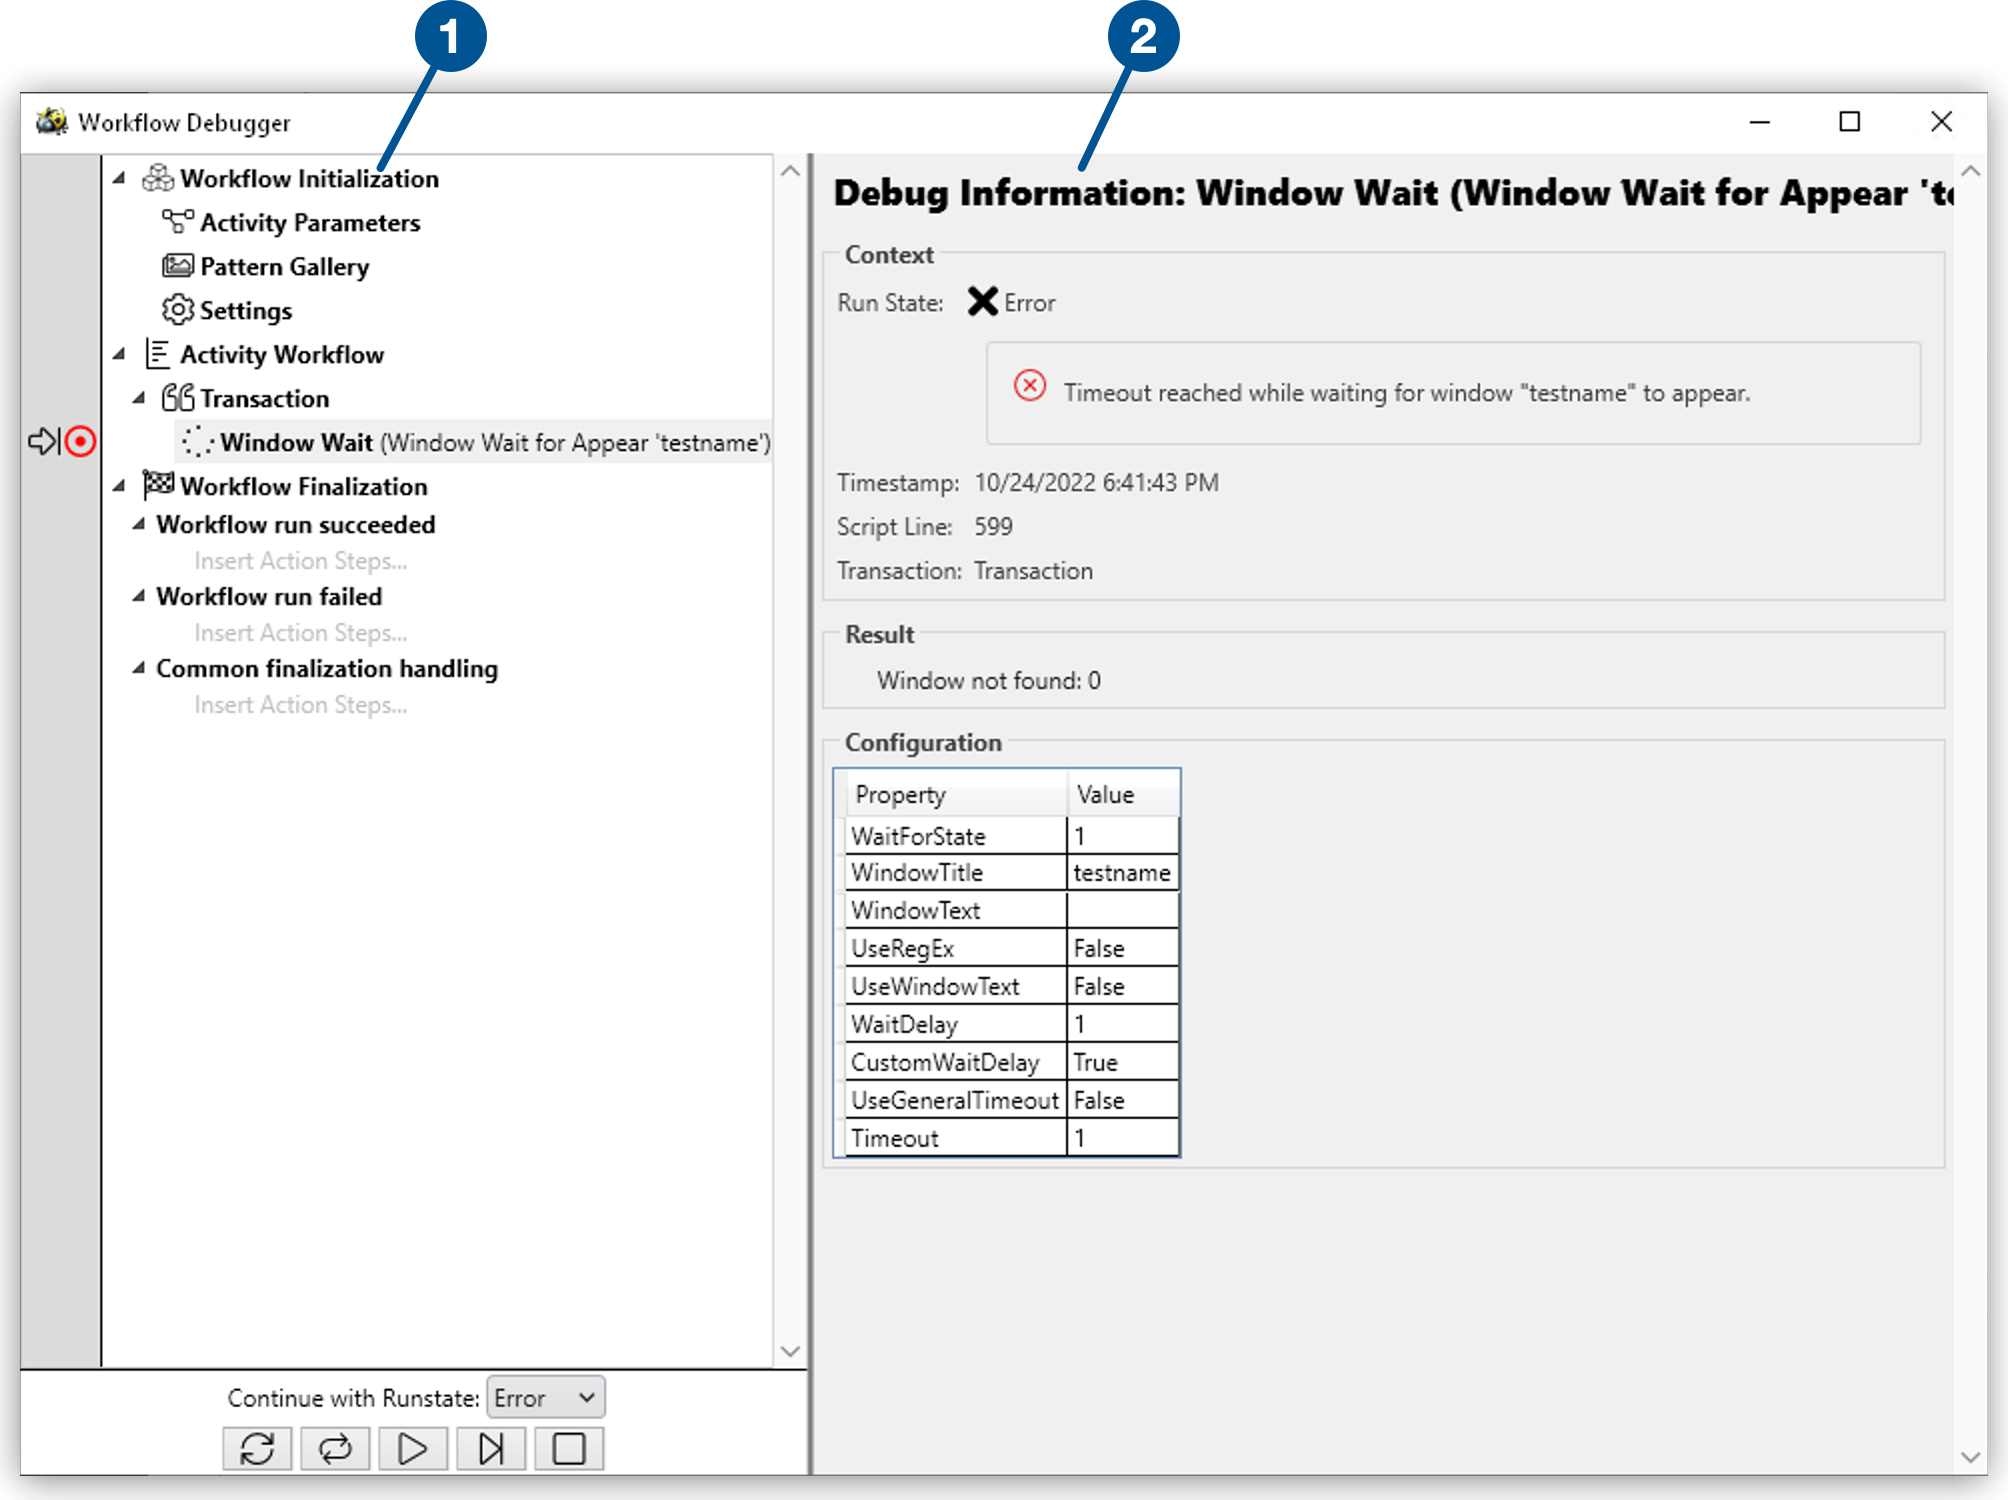 1
2
Workflow Debugger
Workflow Initialization
Activity Parameters
Pattern Gallery
Settings
Activity Workflow
Transaction
Window Wait (Window Wait for Appear 'testname')
Workflow Finalization
Workflow run succeeded
Insert Action Steps...
Workflow run failed
Insert Action Steps...
Common finalization handling
Insert Action Steps...
Continue with Runstate: Error
Debug Information: Window Wait (Window Wait for Appear 'te
Context
Run State: Error
Timeout reached while waiting for window "testname" to appear.
Timestamp: 10/24/2022 6:41:43 PM
Script Line: 599
Transaction: Transaction
Result
Window not found: 0
Configuration
Property Value
WaitForState 1
WindowTitle testname
WindowText
UseRegEx False
UseWindowText False
WaitDelay 1
CustomWaitDelay True
UseGeneralTimeout False
Timeout 1